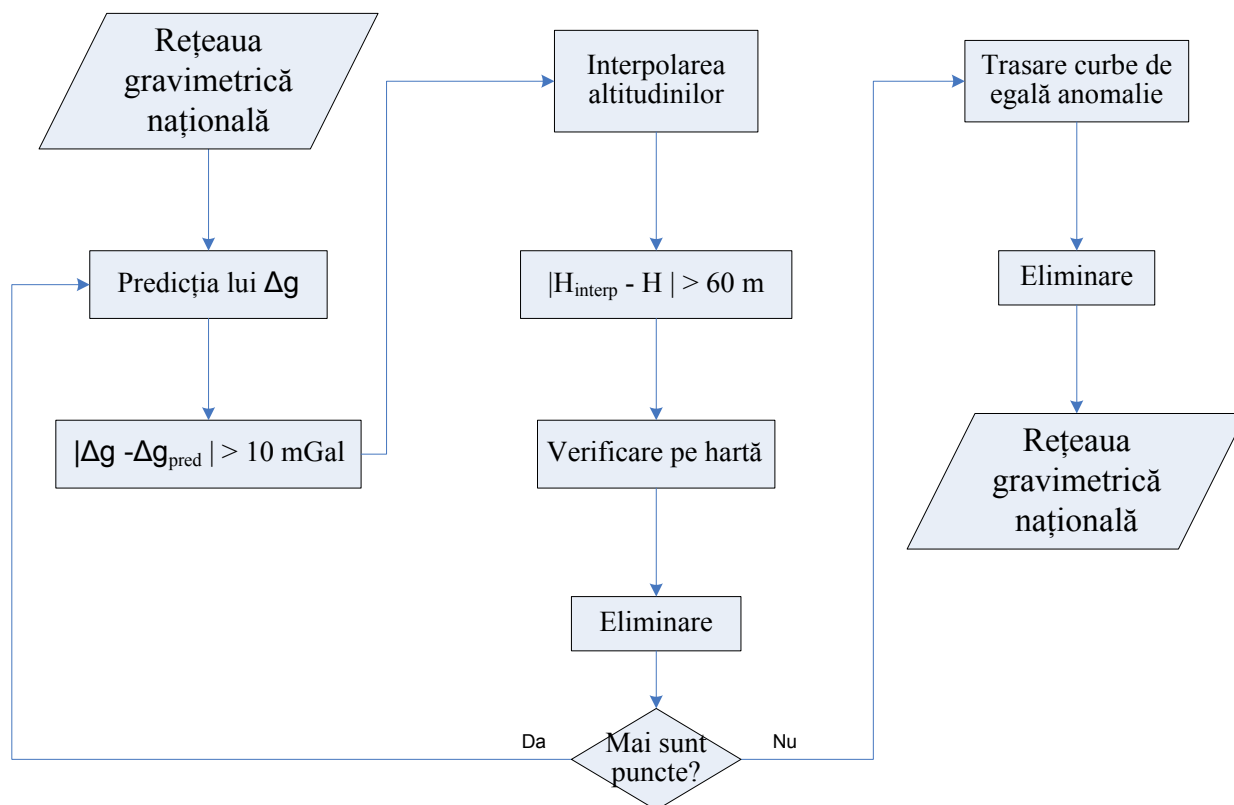 Rețeaua
gravimetrică
națională
Predicția lui Δg
|Δg -Δgpred | > 10 mGal
Interpolarea
altitudinilor
|Hinterp - H | > 60 m
Verificare pe hartă
Eliminare
Mai sunt
puncte?
Da
Nu
Trasare curbe de
egală anomalie
Eliminare
Rețeaua
gravimetrică
națională